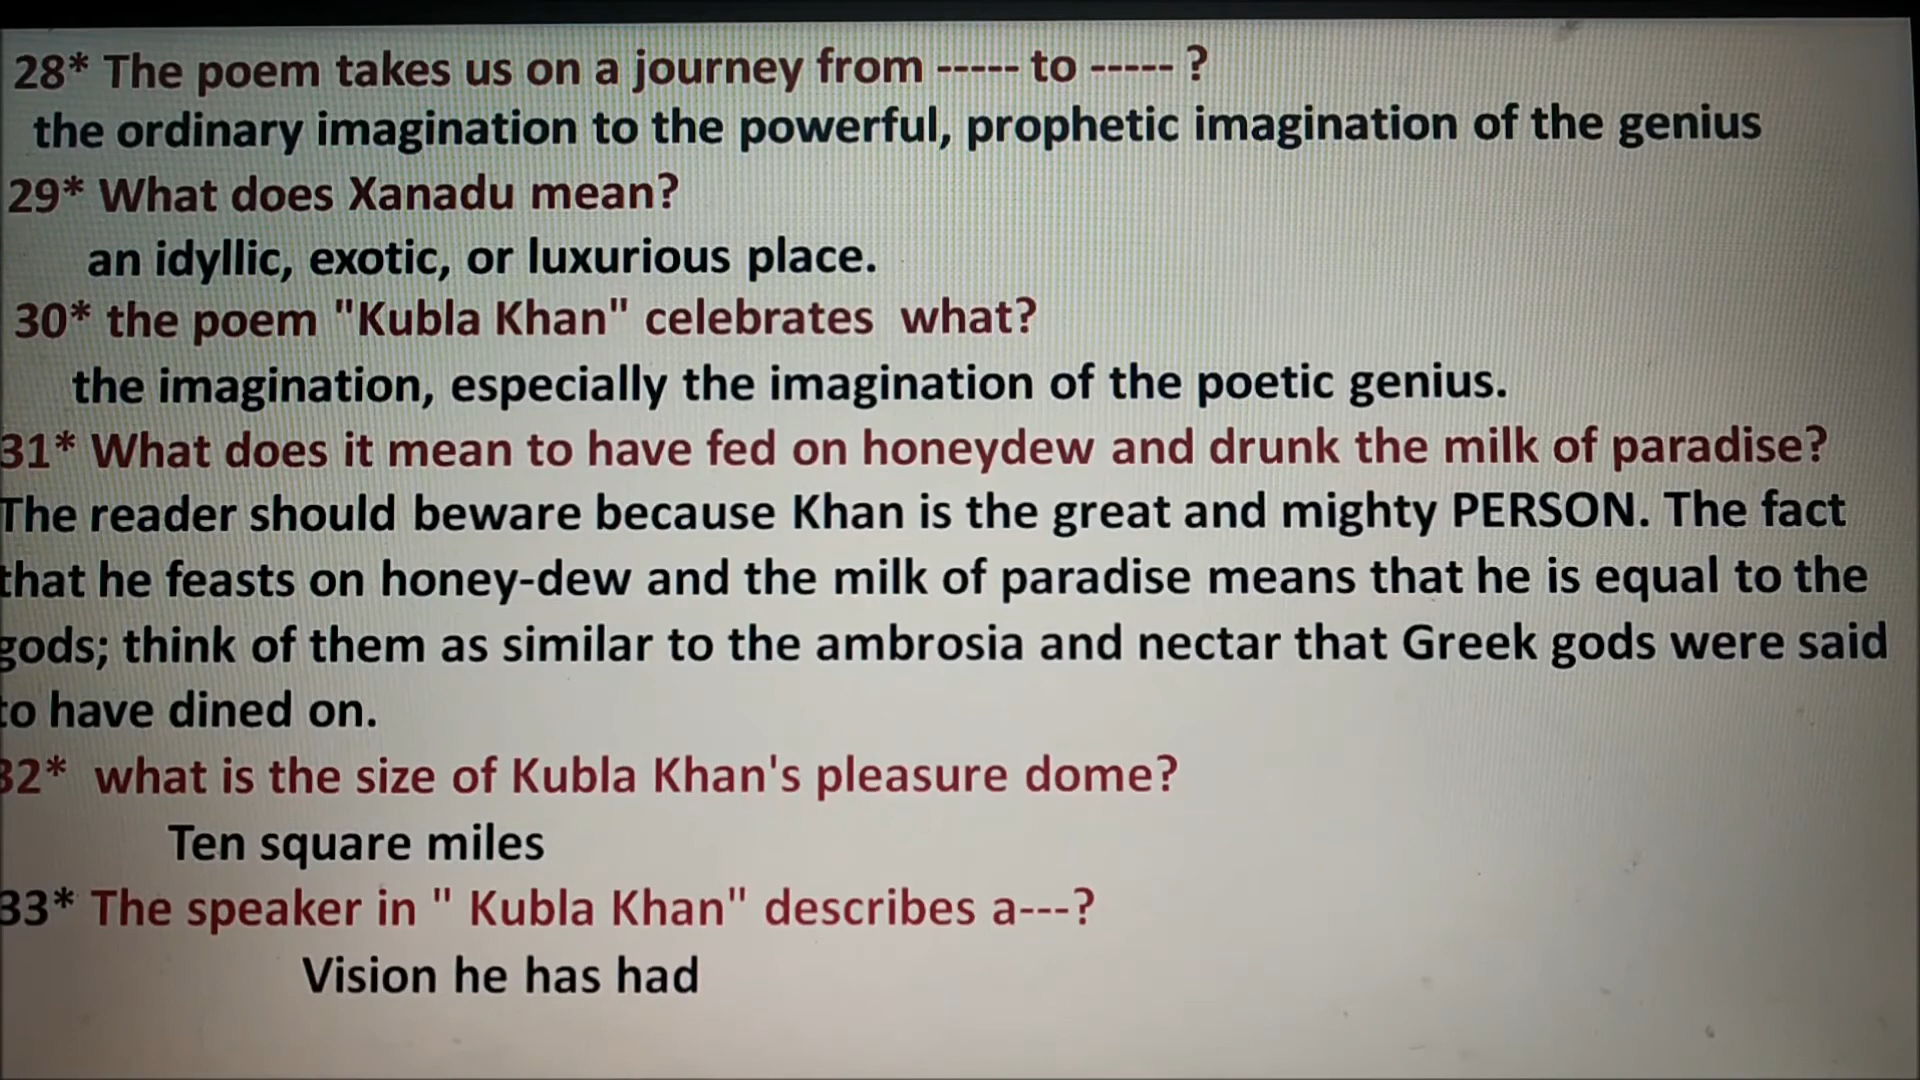 28* The poem takes us on a journey from ----- to ----- ?
the ordinary imagination to the powerful, prophetic imagination of the genius
29* What does Xanadu mean?
an idyllic, exotic, or luxurious place.
30* the poem "Kubla Khan" celebrates what?
the imagination, especially the imagination of the poetic genius.
31* What does it mean to have fed on honeydew and drunk the milk of paradise?
The reader should beware because Khan is the great and mighty PERSON. The fact
that he feasts on honey-dew and the milk of paradise means that he is equal to the
gods; think of them as similar to the ambrosia and nectar that Greek gods were said
to have dined on.
32* what is the size of Kubla Khan's pleasure dome?
Ten square miles
33* The speaker in " Kubla Khan" describes a---?
Vision he has had